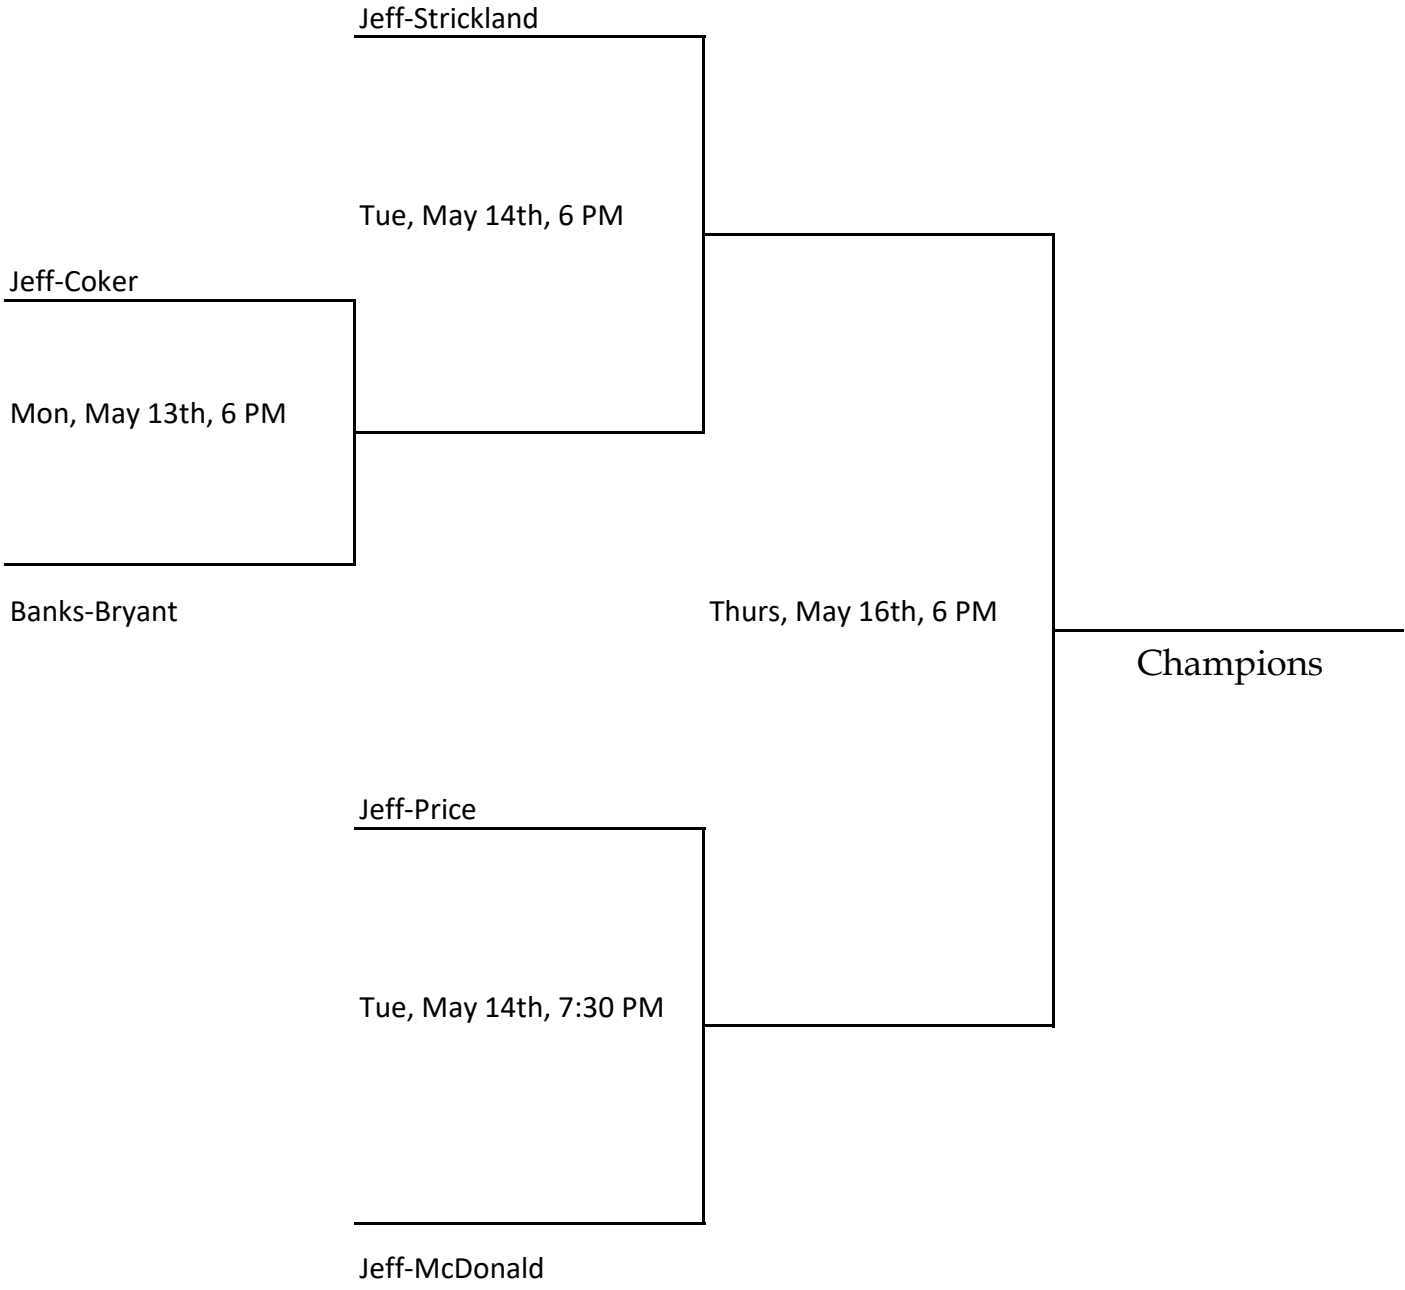 Jeff-Strickland
Tue, May 14th, 6 PM
Jeff-Coker
Mon, May 13th, 6 PM
Banks-Bryant
Thurs, May 16th, 6 PM
Champions
Jeff-Price
Tue, May 14th, 7:30 PM
Jeff-McDonald